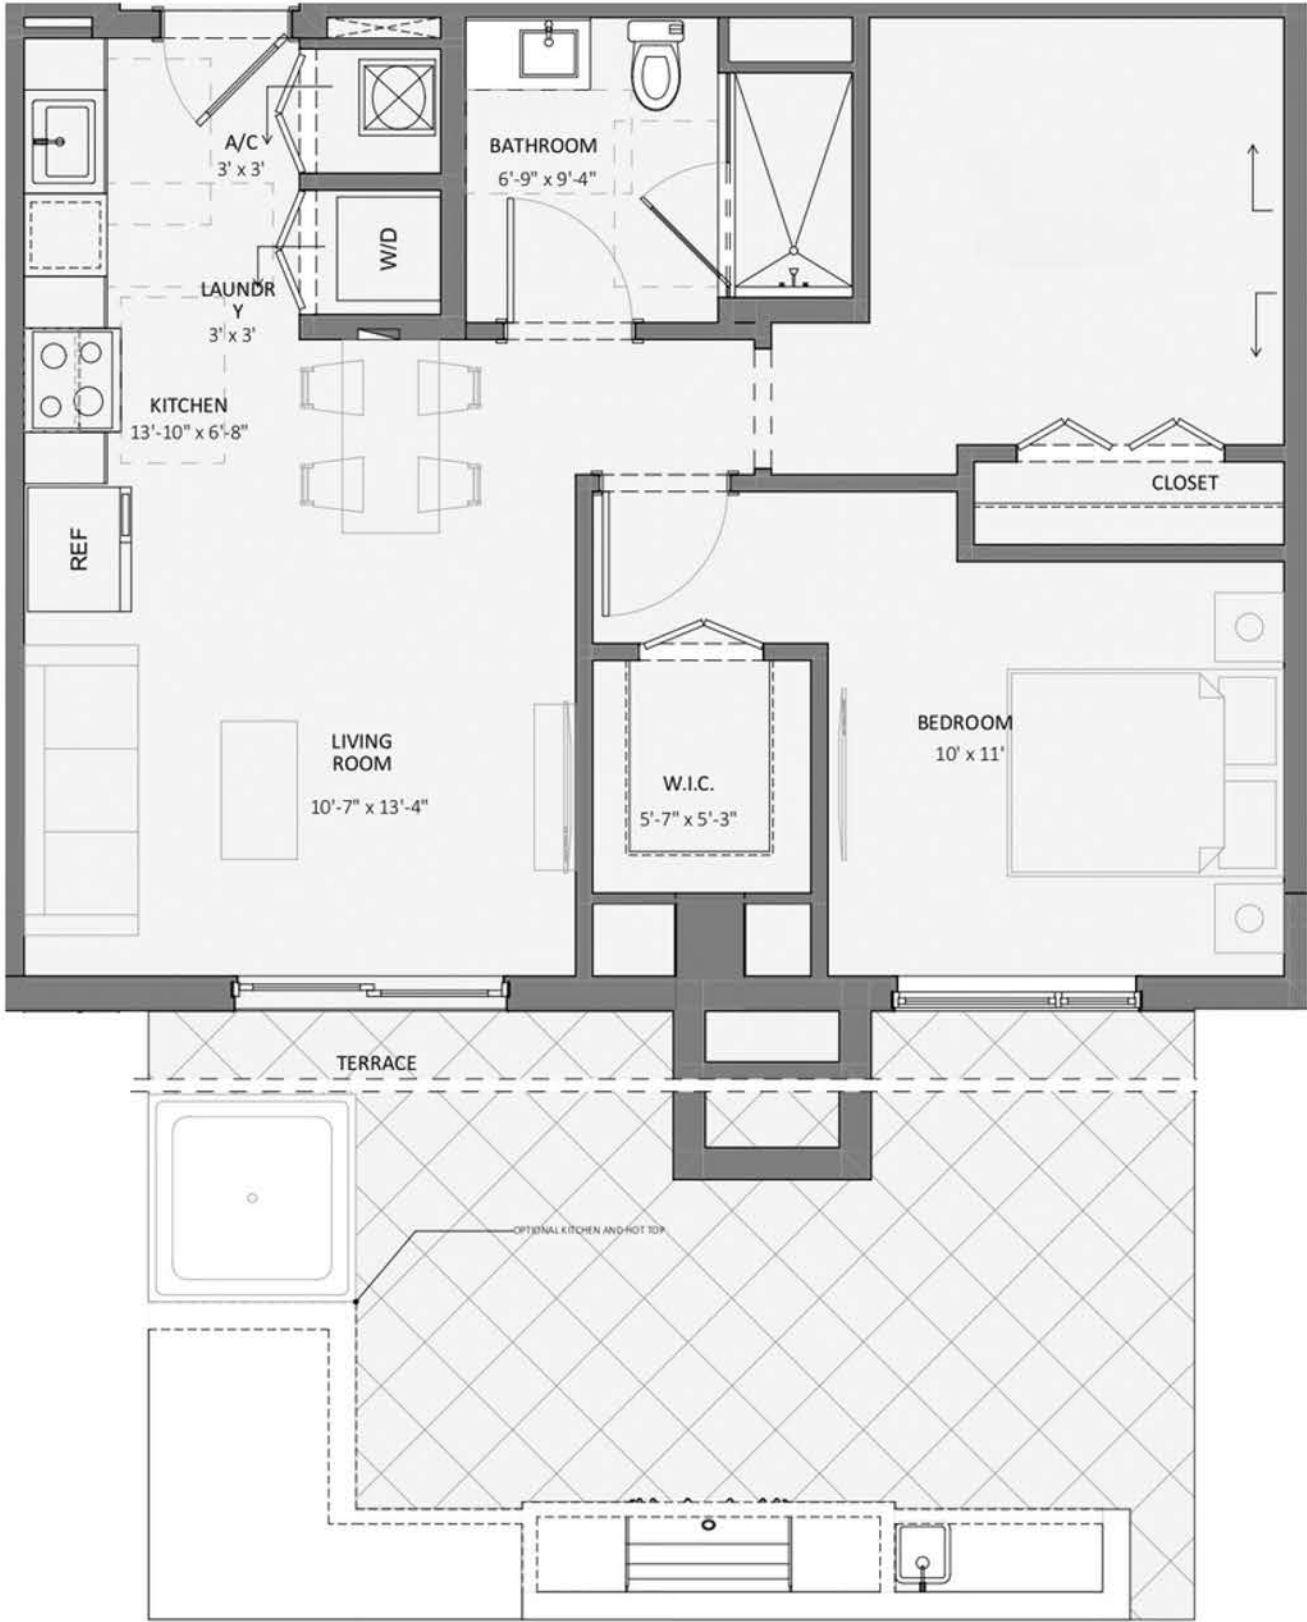 A/C
3' x 3'
BATHROOM
6'-9" x 9'-4"
W/D
LAUNDR
Y
3' x 3'
KITCHEN
13'-10" x 6'-8"
CLOSET
REF
LIVING
ROOM
10'-7" x 13'-4"
BEDROOM
10' x 11'
W.I.C.
5'-7" x 5'-3"
TERRACE
OPTIONAL KITCHEN AND HOT TOP